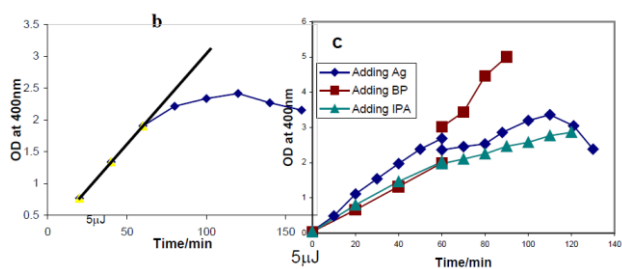 b
OD at 400nm
3.5
3
2.5
2
1.5
1
0.5
0
50
100
150
5μJ
Time/min
c
OD at 400nm
6
5
4
3
2
1
0
0
20
40
60
80
100
120
140
Adding Ag
Adding BP
Adding IPA
5μJ
Time/min